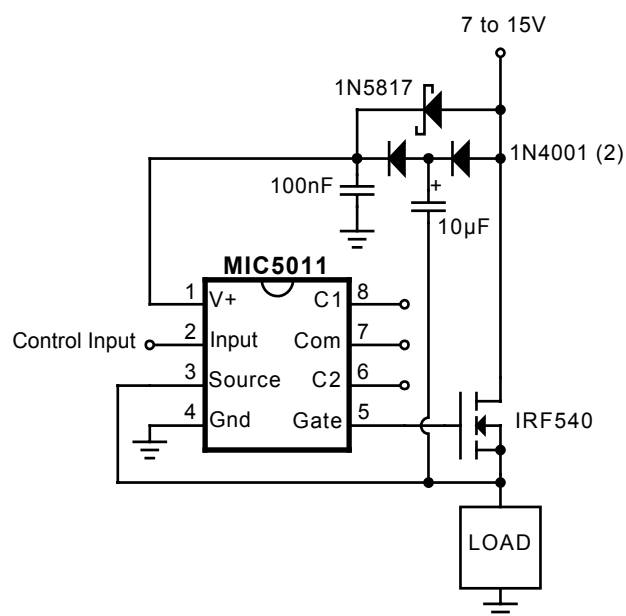 7 to 15V
1N5817
1N4001 (2)
100nF
+
10µF
MIC5011
1 V+ C1 8
Control Input 2 Input Com 7
3 Source C2 6
4 Gnd Gate 5
IRF540
LOAD